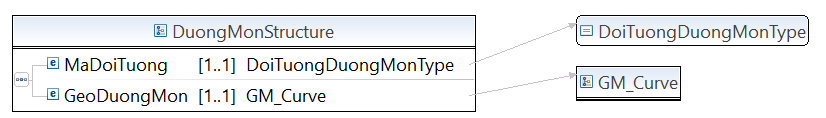 DuongMonStructure
MaDoiTuong [1..1] DoiTuongDuongMonType
GeoDuongMon [1..1] GM_Curve
DoiTuongDuongMonType
GM_Curve